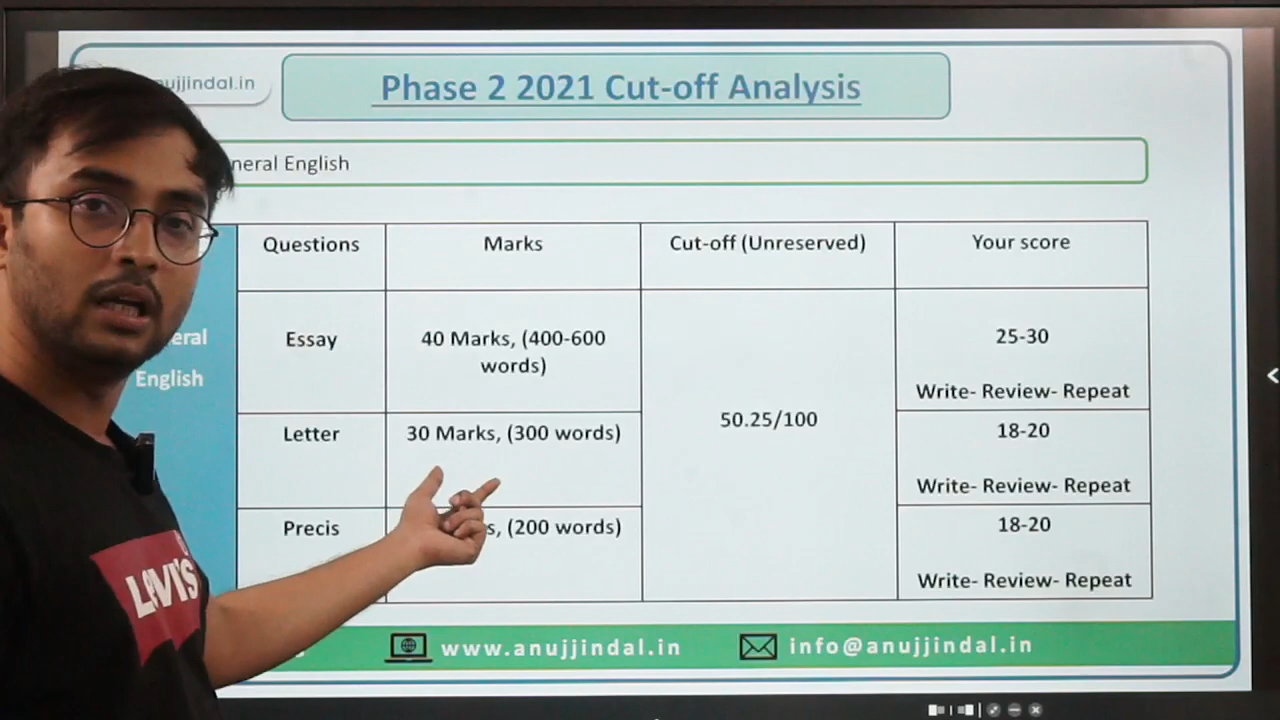 ujjindal.in
Phase 2 2021 Cut-off Analysis
neral English
Questions
Marks
Cut-off (Unreserved)
Your score
eral
English
Essay
40 Marks, (400-600
words)
50.25/100
25-30
Write- Review- Repeat
Letter
30 Marks, (300 words)
18-20
Write- Review- Repeat
Precis
s, (200 words)
18-20
Write- Review- Repeat
LEVI'S
www.anujjindal.in
info@anujjindal.in